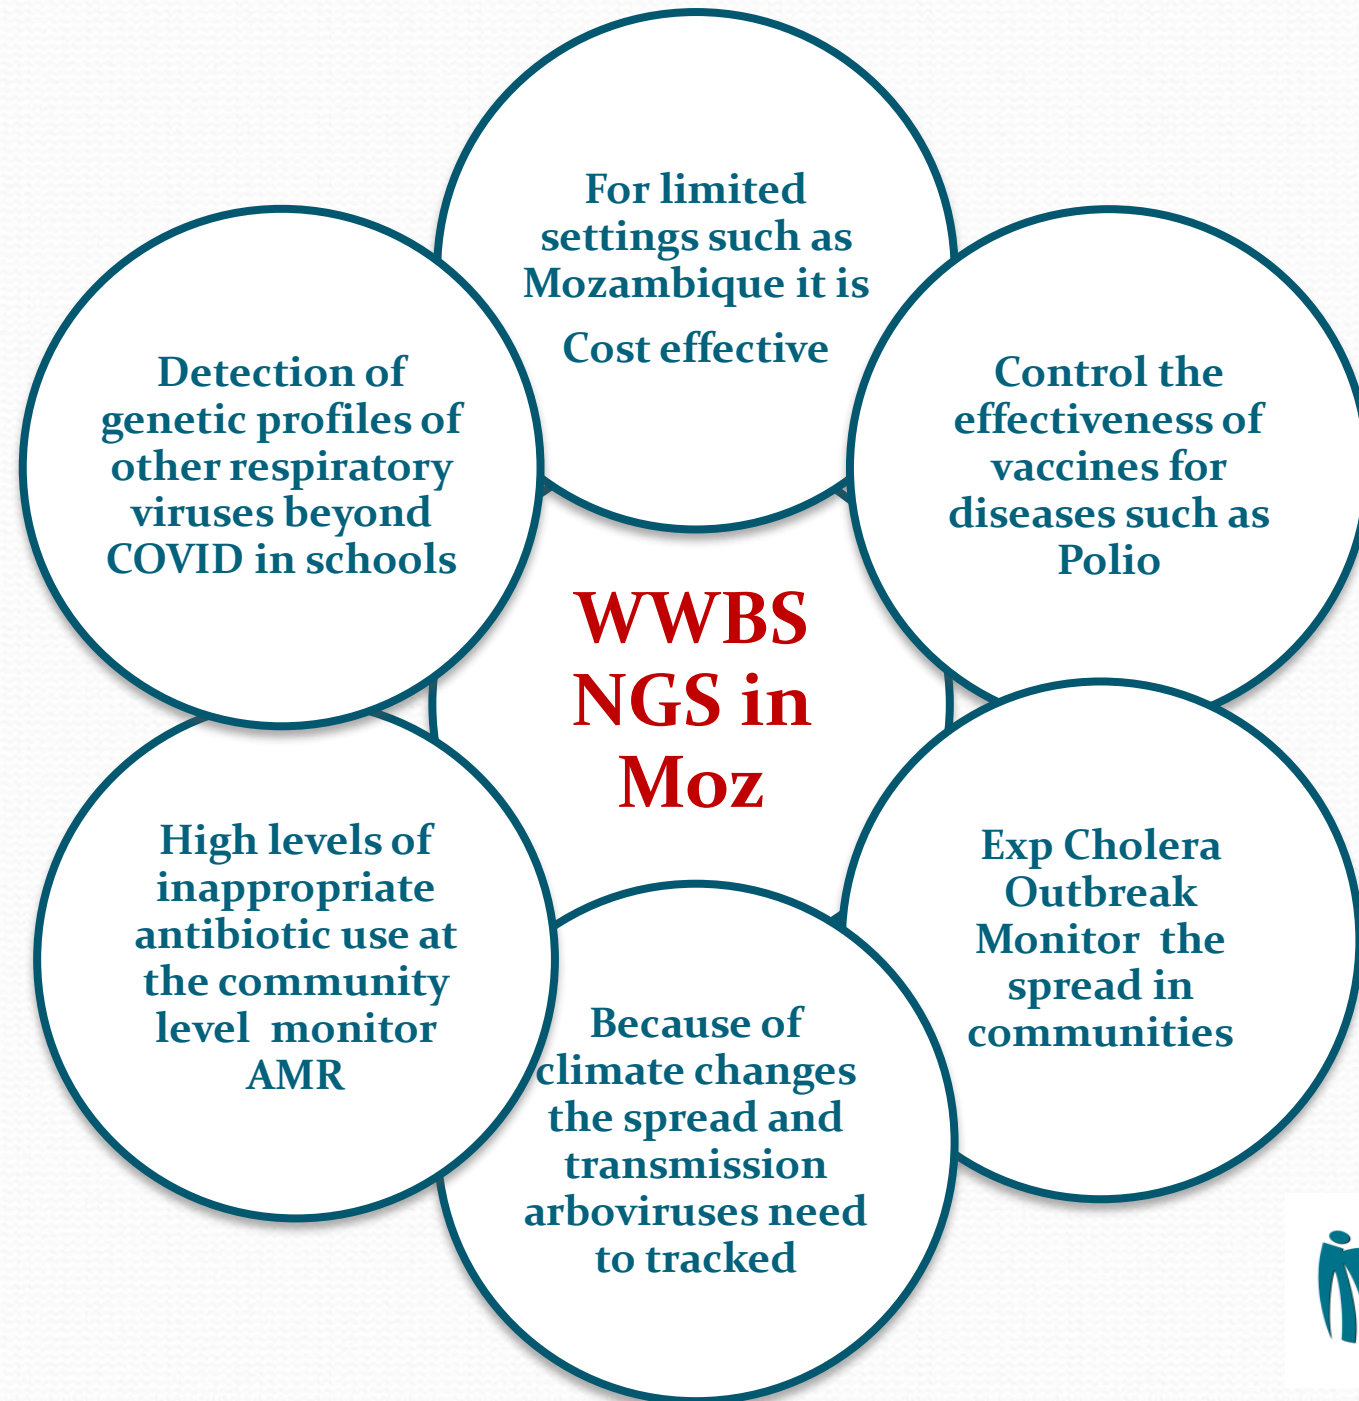 For limited
settings such as
Mozambique it is
Cost effective
Control the
effectiveness of
vaccines for
diseases such as
Polio
Exp Cholera
Outbreak
Monitor the
spread in
communities
Because of
climate changes
the spread and
transmission
arboviruses need
to tracked
High levels of
inappropriate
antibiotic use at
the community
level monitor
AMR
Detection of
genetic profiles of
other respiratory
viruses beyond
COVID in schools
WWBS
NGS in
Moz